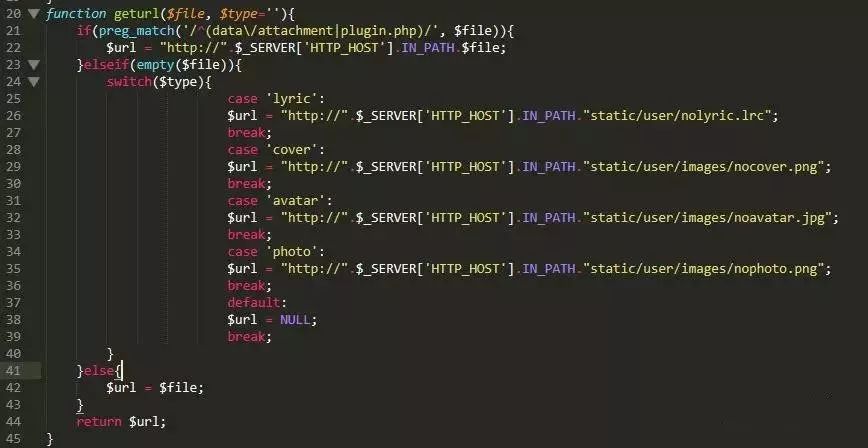 20 function geturl($file, $type=''){
21     if(preg_match('/^(data\/attachment|plugin.php)/', $file)){
22         $url = "http://".$_SERVER['HTTP_HOST'].IN_PATH.$file;
23     }elseif(empty($file)){
24         switch($type){
25                         case 'lyric':
26                         $url = "http://".$_SERVER['HTTP_HOST'].IN_PATH."static/user/nolyric.lrc";
27                         break;
28                         case 'cover':
29                         $url = "http://".$_SERVER['HTTP_HOST'].IN_PATH."static/user/images/nocover.png";
30                         break;
31                         case 'avatar':
32                         $url = "http://".$_SERVER['HTTP_HOST'].IN_PATH."static/user/images/noavatar.jpg";
33                         break;
34                         case 'photo':
35                         $url = "http://".$_SERVER['HTTP_HOST'].IN_PATH."static/user/images/nophoto.png";
36                         break;
37                         default:
38                         $url = NULL;
39                         break;
40         }
41     }else{
42         $url = $file;
43     }
44     return $url;
45 }